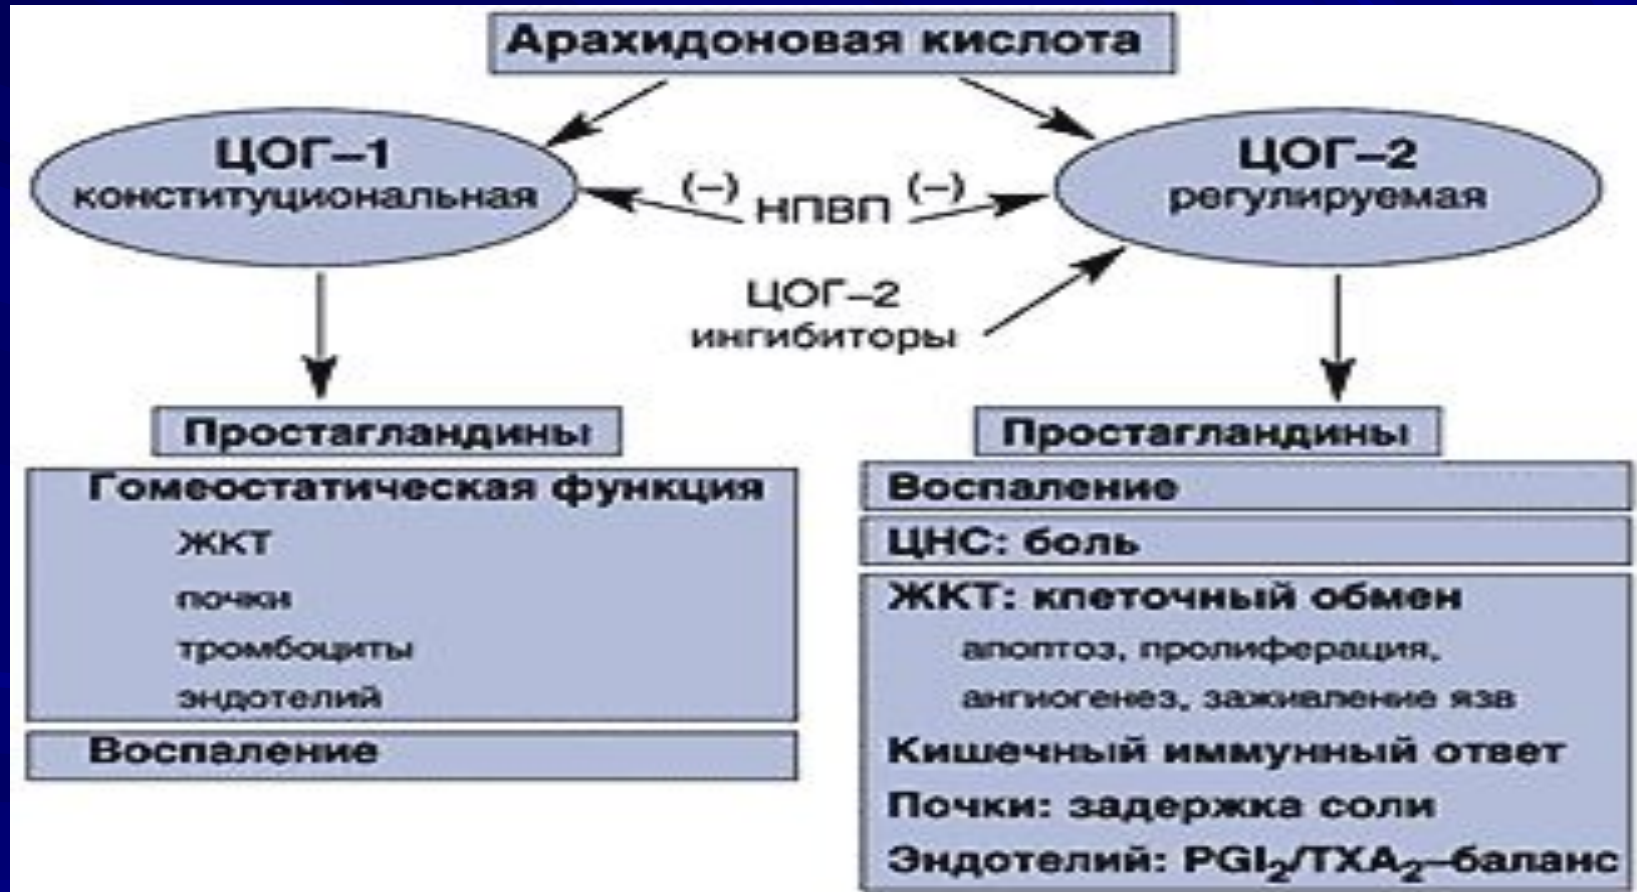 Арахидоновая кислота
ЦОГ–1
конституциональная
ЦОГ–2
регулируемая
(–) НПВП (–)
ЦОГ–2
ингибиторы
Простагландины
Гомеостатическая функция
ЖКТ
почки
тромбоциты
эндотелий
Воспаление
Простагландины
Воспаление
ЦНС: боль
ЖКТ: клеточный обмен
апоптоз, пролиферация,
ангиогенез, заживление язв
Кишечный иммунный ответ
Почки: задержка соли
Эндотелий: PGI₂/TXA₂–баланс